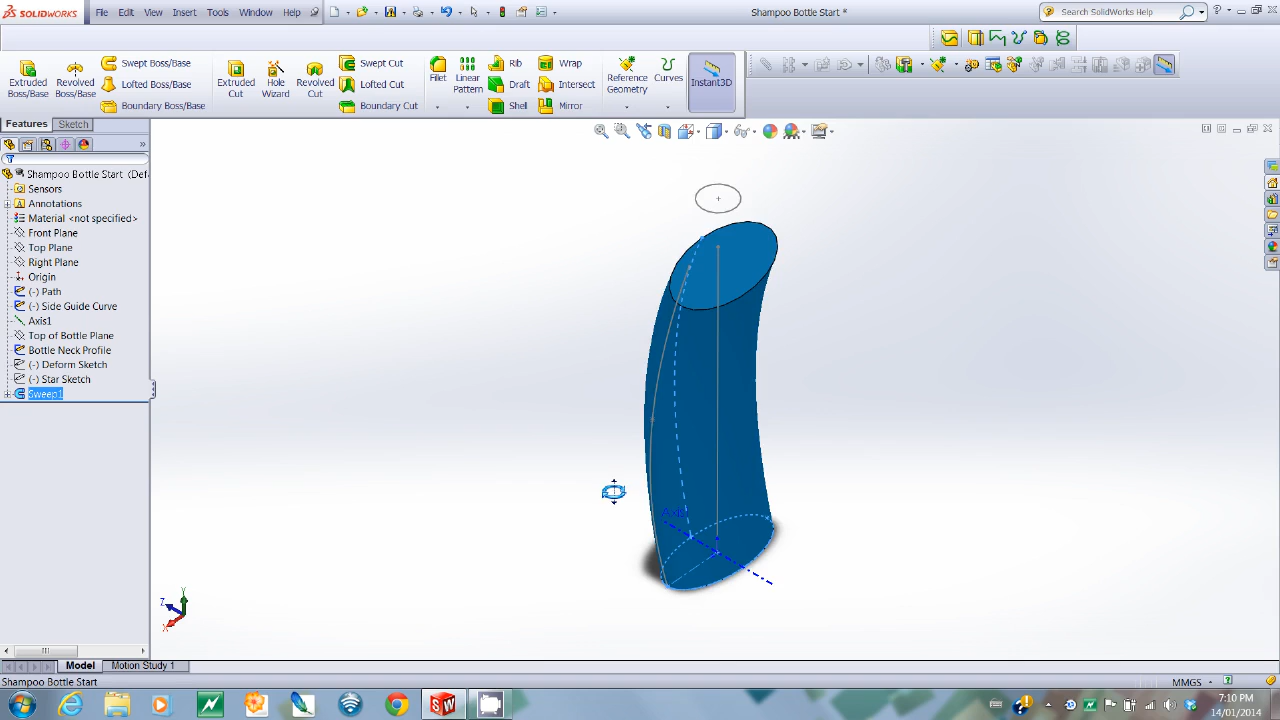 SOLIDWORKS File Edit View Insert Tools Window Help Shampoo Bottle Start * Search SolidWorks Help
Extruded Boss/Base
Revolved Boss/Base
Swept Boss/Base
Lofted Boss/Base
Boundary Boss/Base
Extruded Cut
Hole Wizard
Revolved Cut
Swept Cut
Lofted Cut
Boundary Cut
Fillet
Linear Pattern
Rib
Draft
Shell
Wrap
Intersect
Mirror
Reference Geometry
Curves
Instant3D
Features Sketch
Shampoo Bottle Start (Def
Sensors
Annotations
Material <not specified>
Front Plane
Top Plane
Right Plane
Origin
(-) Path
(-) Side Guide Curve
Axis1
Top of Bottle Plane
Bottle Neck Profile
(-) Deform Sketch
(-) Star Sketch
Sweep1
Y
Z
X
Model Motion Study 1
Shampoo Bottle Start MMGS
7:10 PM
14/01/2014